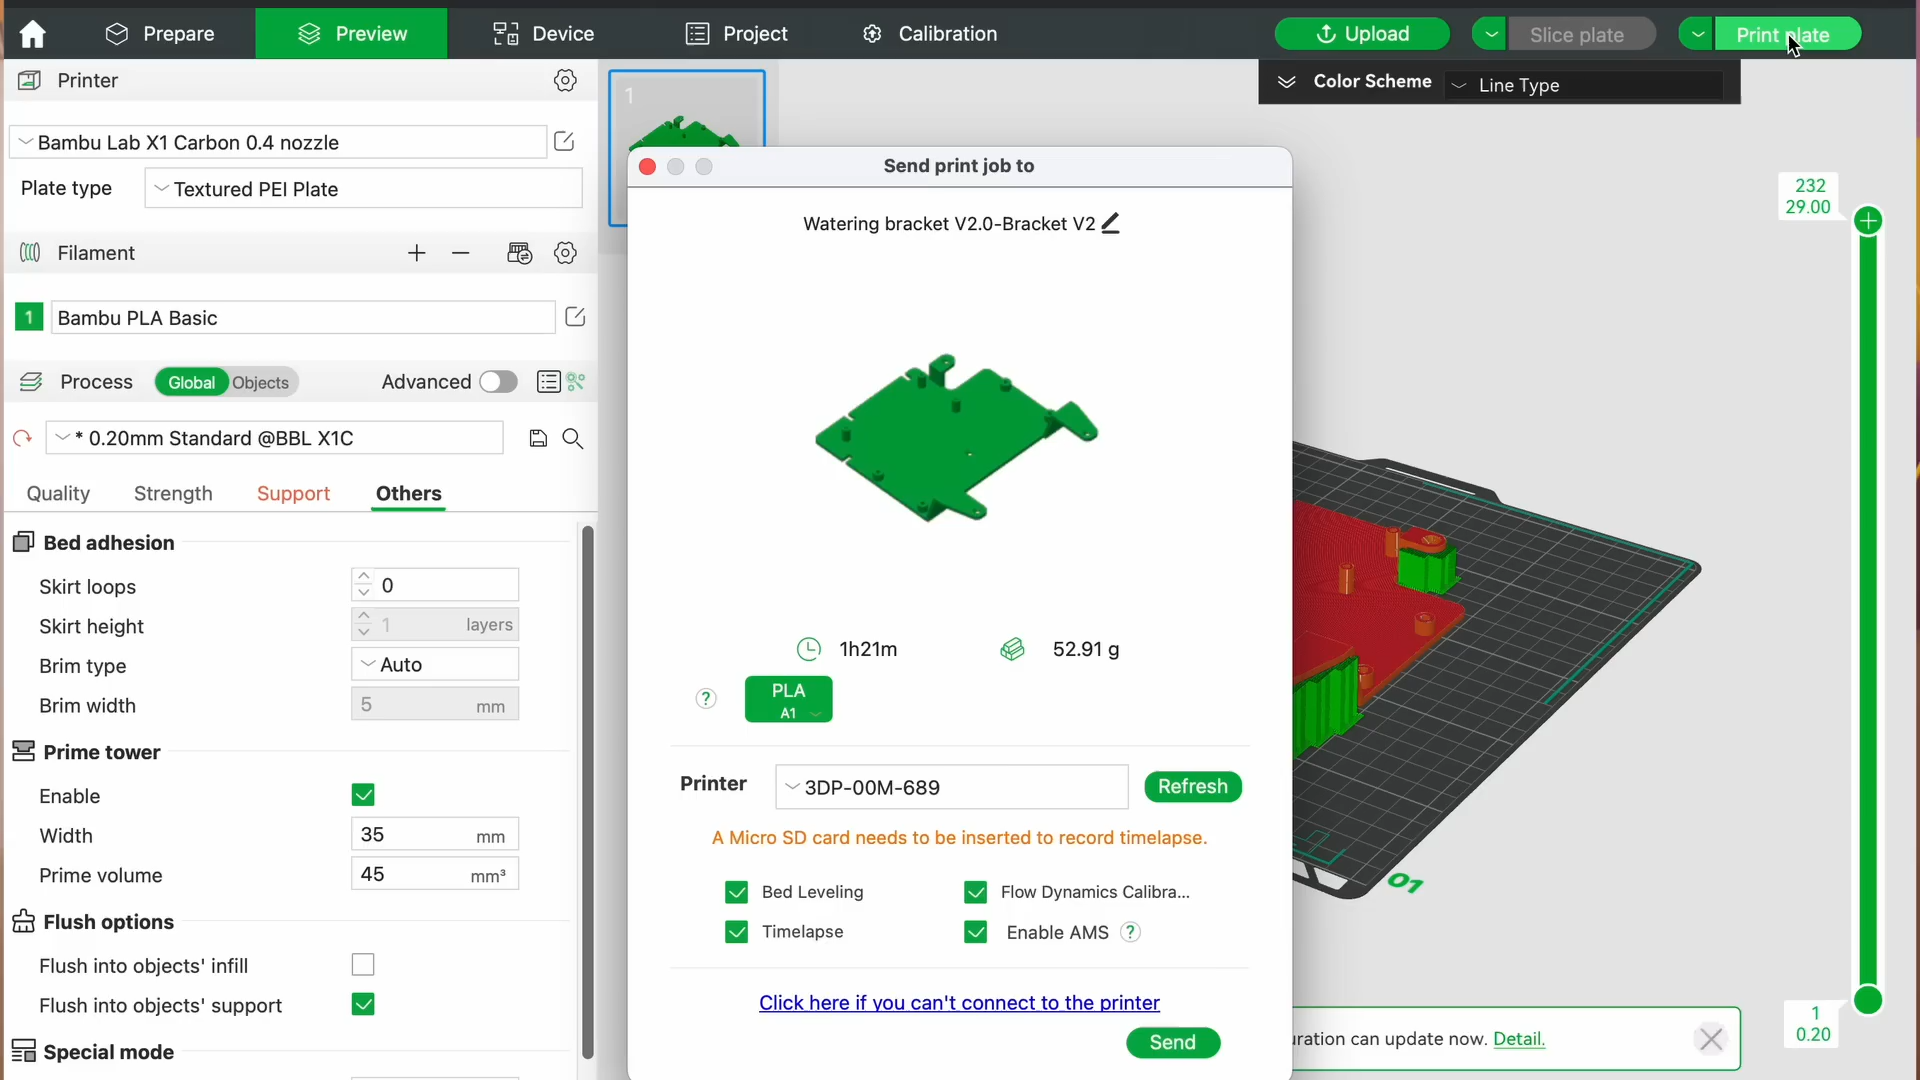 Prepare
Preview
Device
Project
Calibration
Upload
Slice plate
Print plate
Printer
Color Scheme
Line Type
1
Bambu Lab X1 Carbon 0.4 nozzle
Plate type
Textured PEI Plate
Send print job to
232
29.00
Watering bracket V2.0-Bracket V2
Filament
1
Bambu PLA Basic
Process
Global
Objects
Advanced
* 0.20mm Standard @BBL X1C
Quality
Strength
Support
Others
Bed adhesion
Skirt loops
0
Skirt height
1 layers
Brim type
Auto
Brim width
5 mm
Prime tower
Enable
Width
35 mm
Prime volume
45 mm³
Flush options
Flush into objects' infill
Flush into objects' support
Special mode
1h21m
52.91 g
?
PLA
A1
Printer
3DP-00M-689
Refresh
A Micro SD card needs to be inserted to record timelapse.
Bed Leveling
Flow Dynamics Calibra...
Timelapse
Enable AMS ?
Click here if you can't connect to the printer
Send
01
uration can update now. Detail.
1
0.20